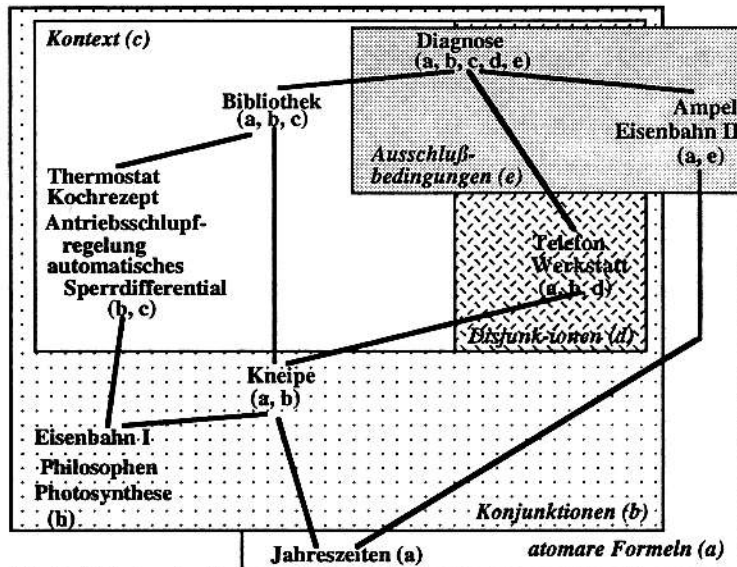 Kontext (c)
Diagnose
(a, b, c, d, e)
Bibliothek
(a, b, c)
Ampel
Eisenbahn II
(a, e)
Ausschluß-
bedingungen (e)
Thermostat
Kochrezept
Antriebsschlupf-
regelung
automatisches
Sperrdifferential
(b, c)
Telefon
Werkstatt
(a, b, d)
Disjunk-ionen (d)
Kneipe
(a, b)
Eisenbahn I
Philosophen
Photosynthese
(b)
Konjunktionen (b)
Jahreszeiten (a)
atomare Formeln (a)